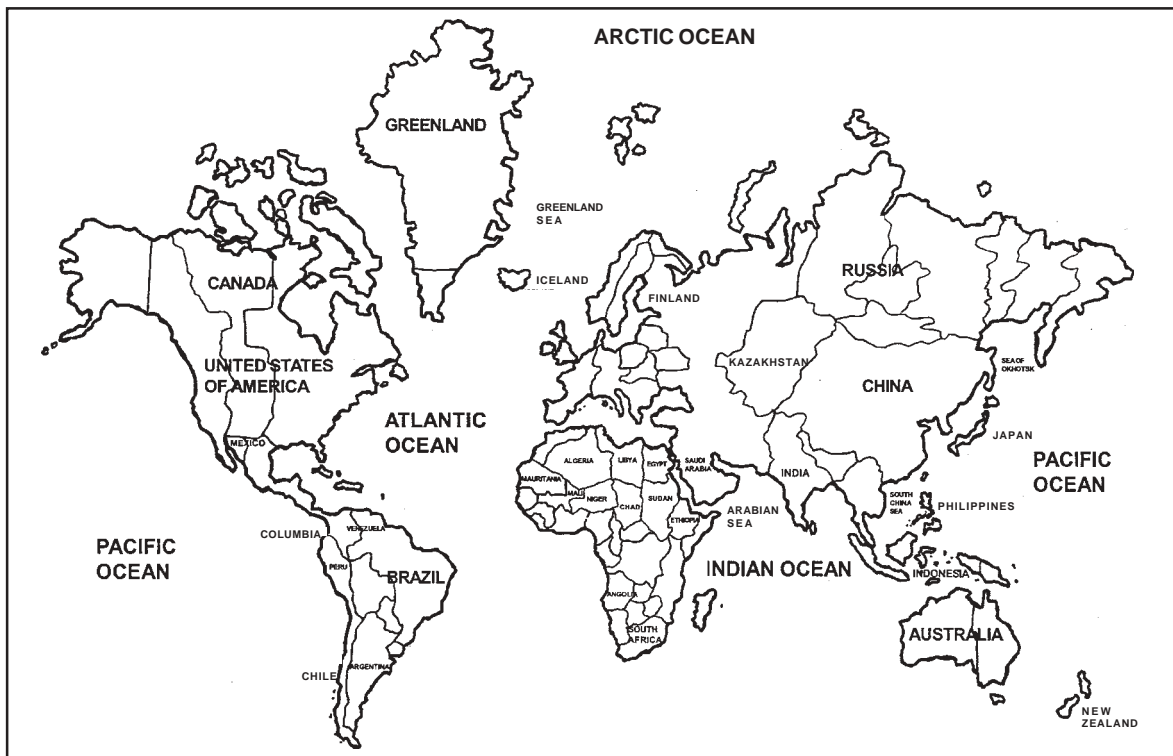 ARCTIC OCEAN
GREENLAND
GREENLAND
SEA
ICELAND
FINLAND
RUSSIA
CANADA
UNITED STATES
OF AMERICA
MEXICO
ATLANTIC
OCEAN
KAZAKHSTAN
CHINA
SEA OF
OKHOTSK
JAPAN
PACIFIC
OCEAN
ALGERIA
LIBYA
EGYPT
SAUDI
ARABIA
INDIA
MAURITANIA
MALI
NIGER
CHAD
SUDAN
ETHIOPIA
ARABIAN
SEA
SOUTH
CHINA
SEA
PHILIPPINES
COLUMBIA
VENEZUELA
PERU
BRAZIL
PACIFIC
OCEAN
INDIAN OCEAN
INDONESIA
ANGOLIA
SOUTH
AFRICA
AUSTRALIA
CHILE
ARGENTINA
NEW
ZEALAND